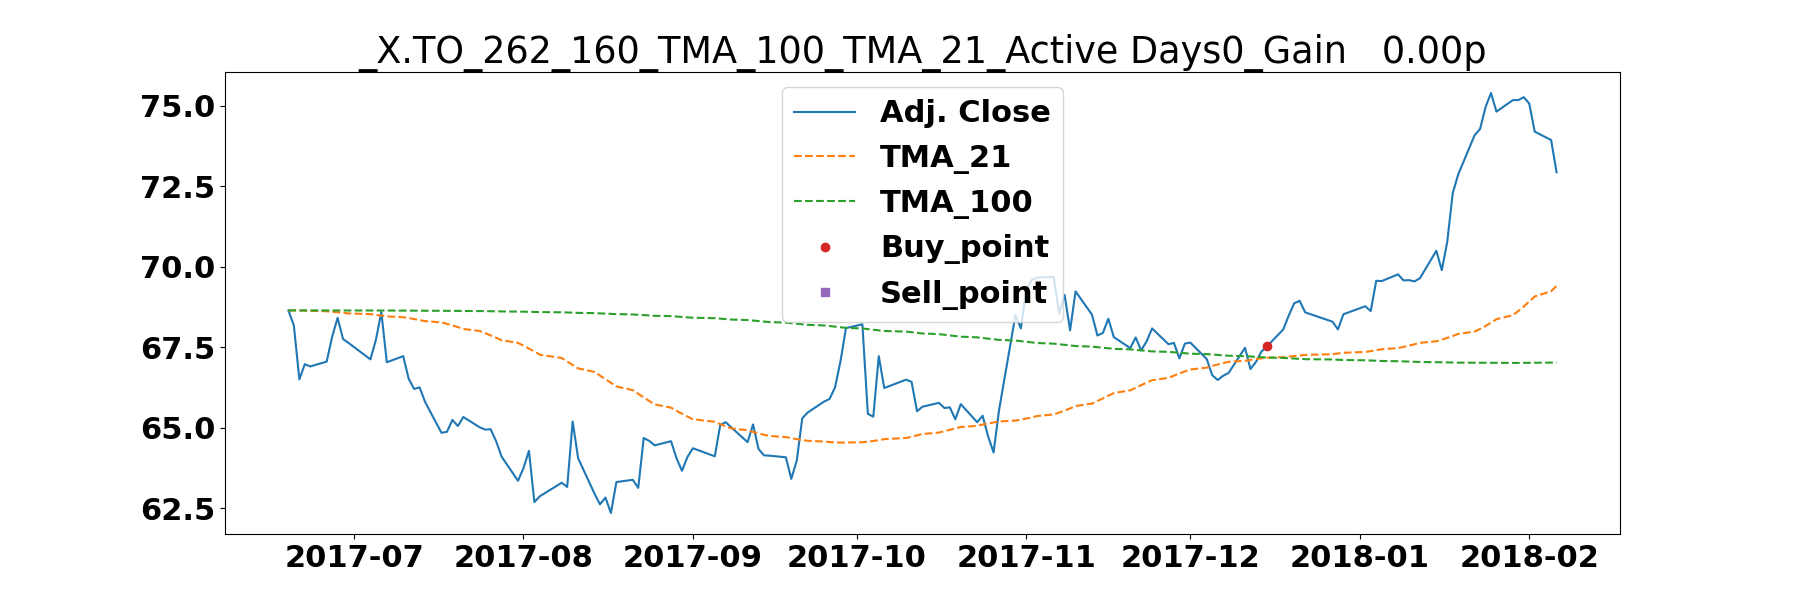 _X.TO_262_160_TMA_100_TMA_21_Active Days0_Gain   0.00p
75.0
72.5
70.0
67.5
65.0
62.5
Adj. Close
TMA_21
TMA_100
Buy_point
Sell_point
2017-07 2017-08 2017-09 2017-10 2017-11 2017-12 2018-01 2018-02